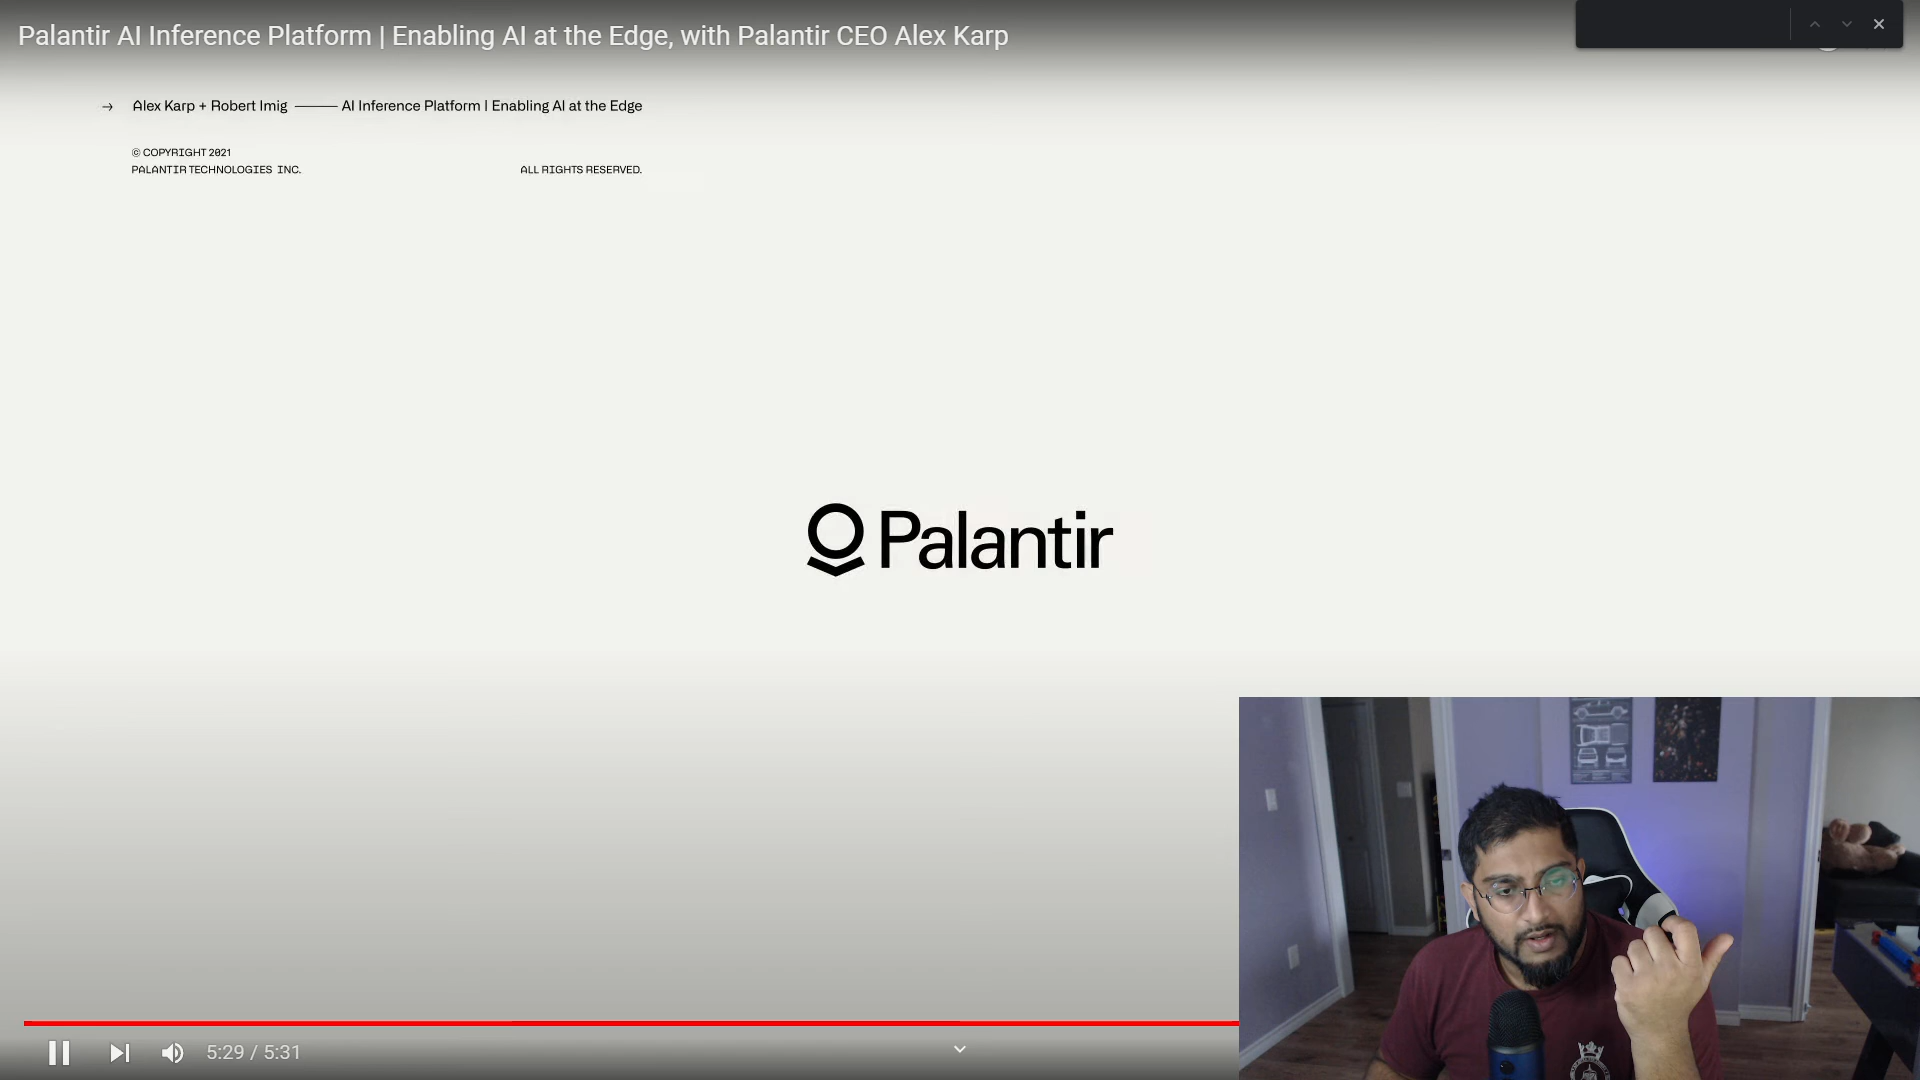 Palantir AI Inference Platform | Enabling AI at the Edge, with Palantir CEO Alex Karp
→ Alex Karp + Robert Imig ——— AI Inference Platform | Enabling AI at the Edge
© COPYRIGHT 2021
PALANTIR TECHNOLOGIES INC. ALL RIGHTS RESERVED.
Palantir
5:29 / 5:31